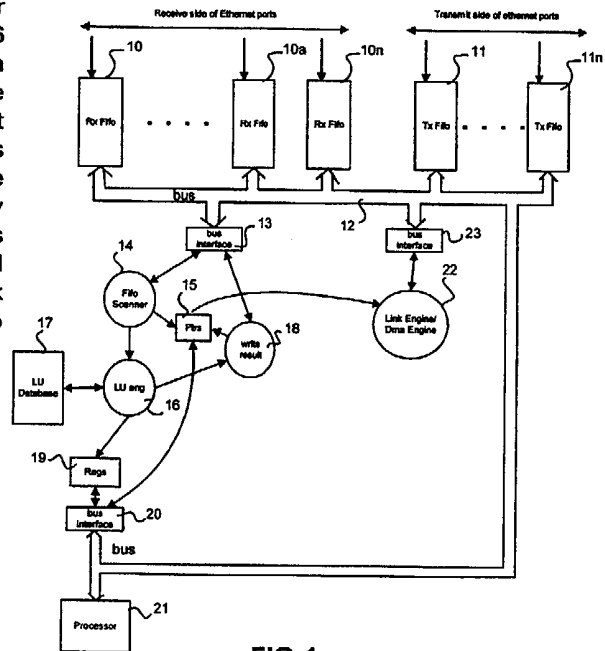 Receive side of Ethernet ports
Transmit side of ethernet ports
10
10a
10n
11
11n
Rx Fifo
Rx Fifo
Rx Fifo
Tx Fifo
Tx Fifo
bus
12
bus interface
13
bus interface
23
14
Fifo Scanner
15
Ptrs
write result
18
22
Link Engine/ Dma Engine
17
LU Database
LU eng
16
19
Regs
bus interface
20
bus
21
Processor
FIG. 1